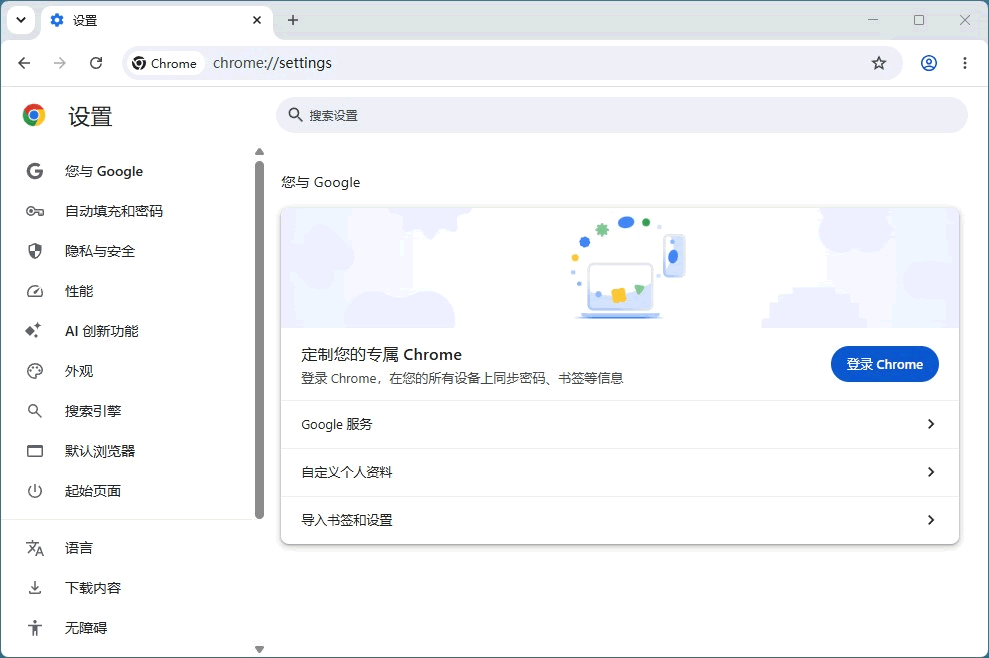 设置
Chrome
chrome://settings
设置
搜索设置
您与 Google
自动填充和密码
隐私与安全
性能
AI 创新功能
外观
搜索引擎
默认浏览器
起始页面
语言
下载内容
无障碍
您与 Google
定制您的专属 Chrome
登录 Chrome，在您的所有设备上同步密码、书签等信息
登录 Chrome
Google 服务
自定义个人资料
导入书签和设置